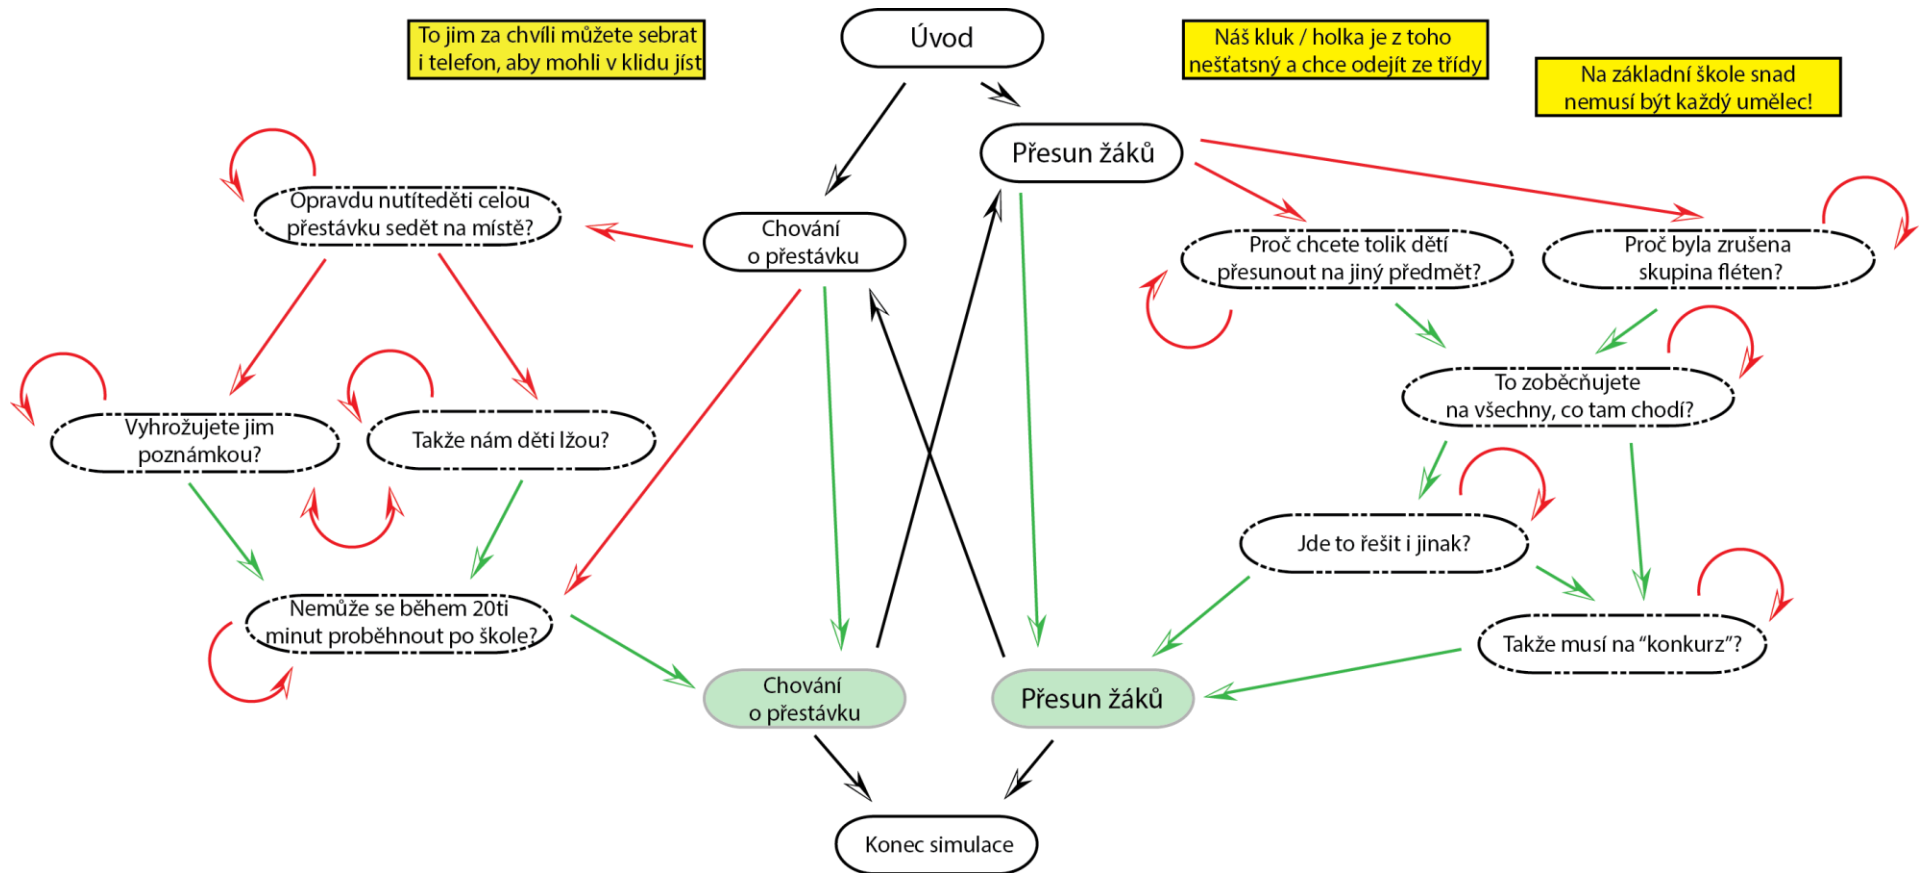 To jim za chvíli můžete sebrat
i telefon, aby mohli v klidu jíst
Úvod
Náš kluk / holka je z toho
nešťatsný a chce odejít ze třídy
Na základní škole snad
nemusí být každý umělec!
Přesun žáků
Opravdu nutíteděti celou
přestávku sedět na místě?
Chování
o přestávku
Proč chcete tolik dětí
přesunout na jiný předmět?
Proč byla zrušena
skupina fléten?
Vyhrožujete jim
poznámkou?
Takže nám děti lžou?
To zoběcňujete
na všechny, co tam chodí?
Jde to řešit i jinak?
Nemůže se během 20ti
minut proběhnout po škole?
Takže musí na “konkurz”?
Chování
o přestávku
Přesun žáků
Konec simulace